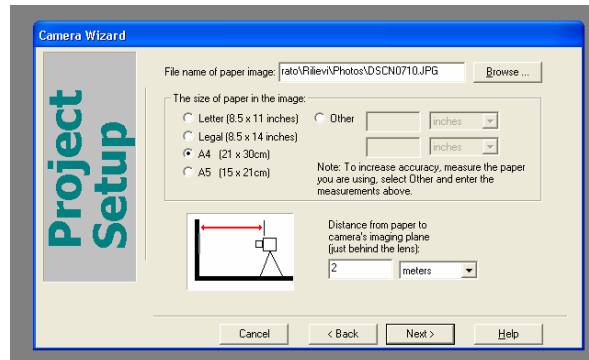 Camera Wizard
Project
Setup
File name of paper image: rato\Rilievi\Photos\DSCN0710.JPG Browse ...
The size of paper in the image:
Letter (8.5 x 11 inches) Other inches
Legal (8.5 x 14 inches)
A4 (21 x 30cm) inches
A5 (15 x 21cm)
Note: To increase accuracy, measure the paper
you are using, select Other and enter the
measurements above.
Distance from paper to
camera's imaging plane
(just behind the lens):
2 meters
Cancel < Back Next > Help